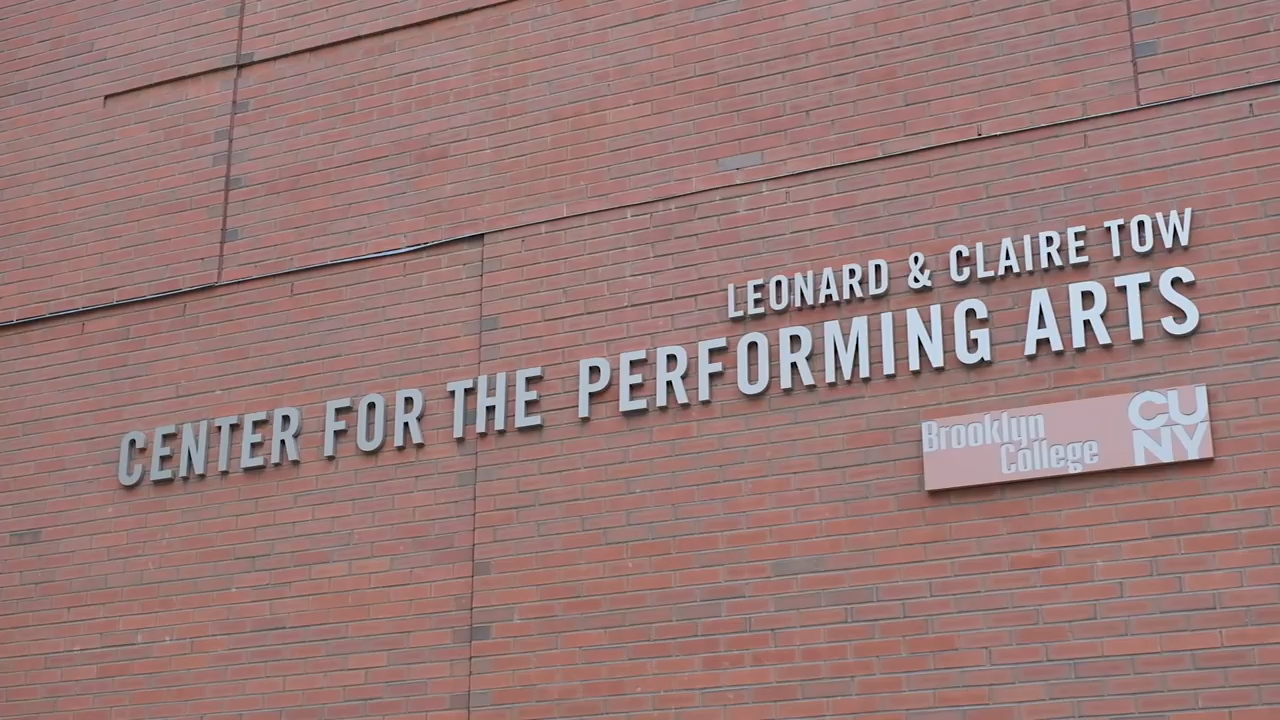 LEONARD & CLAIRE TOW
CENTER FOR THE PERFORMING ARTS
Brooklyn
College
CU
NY